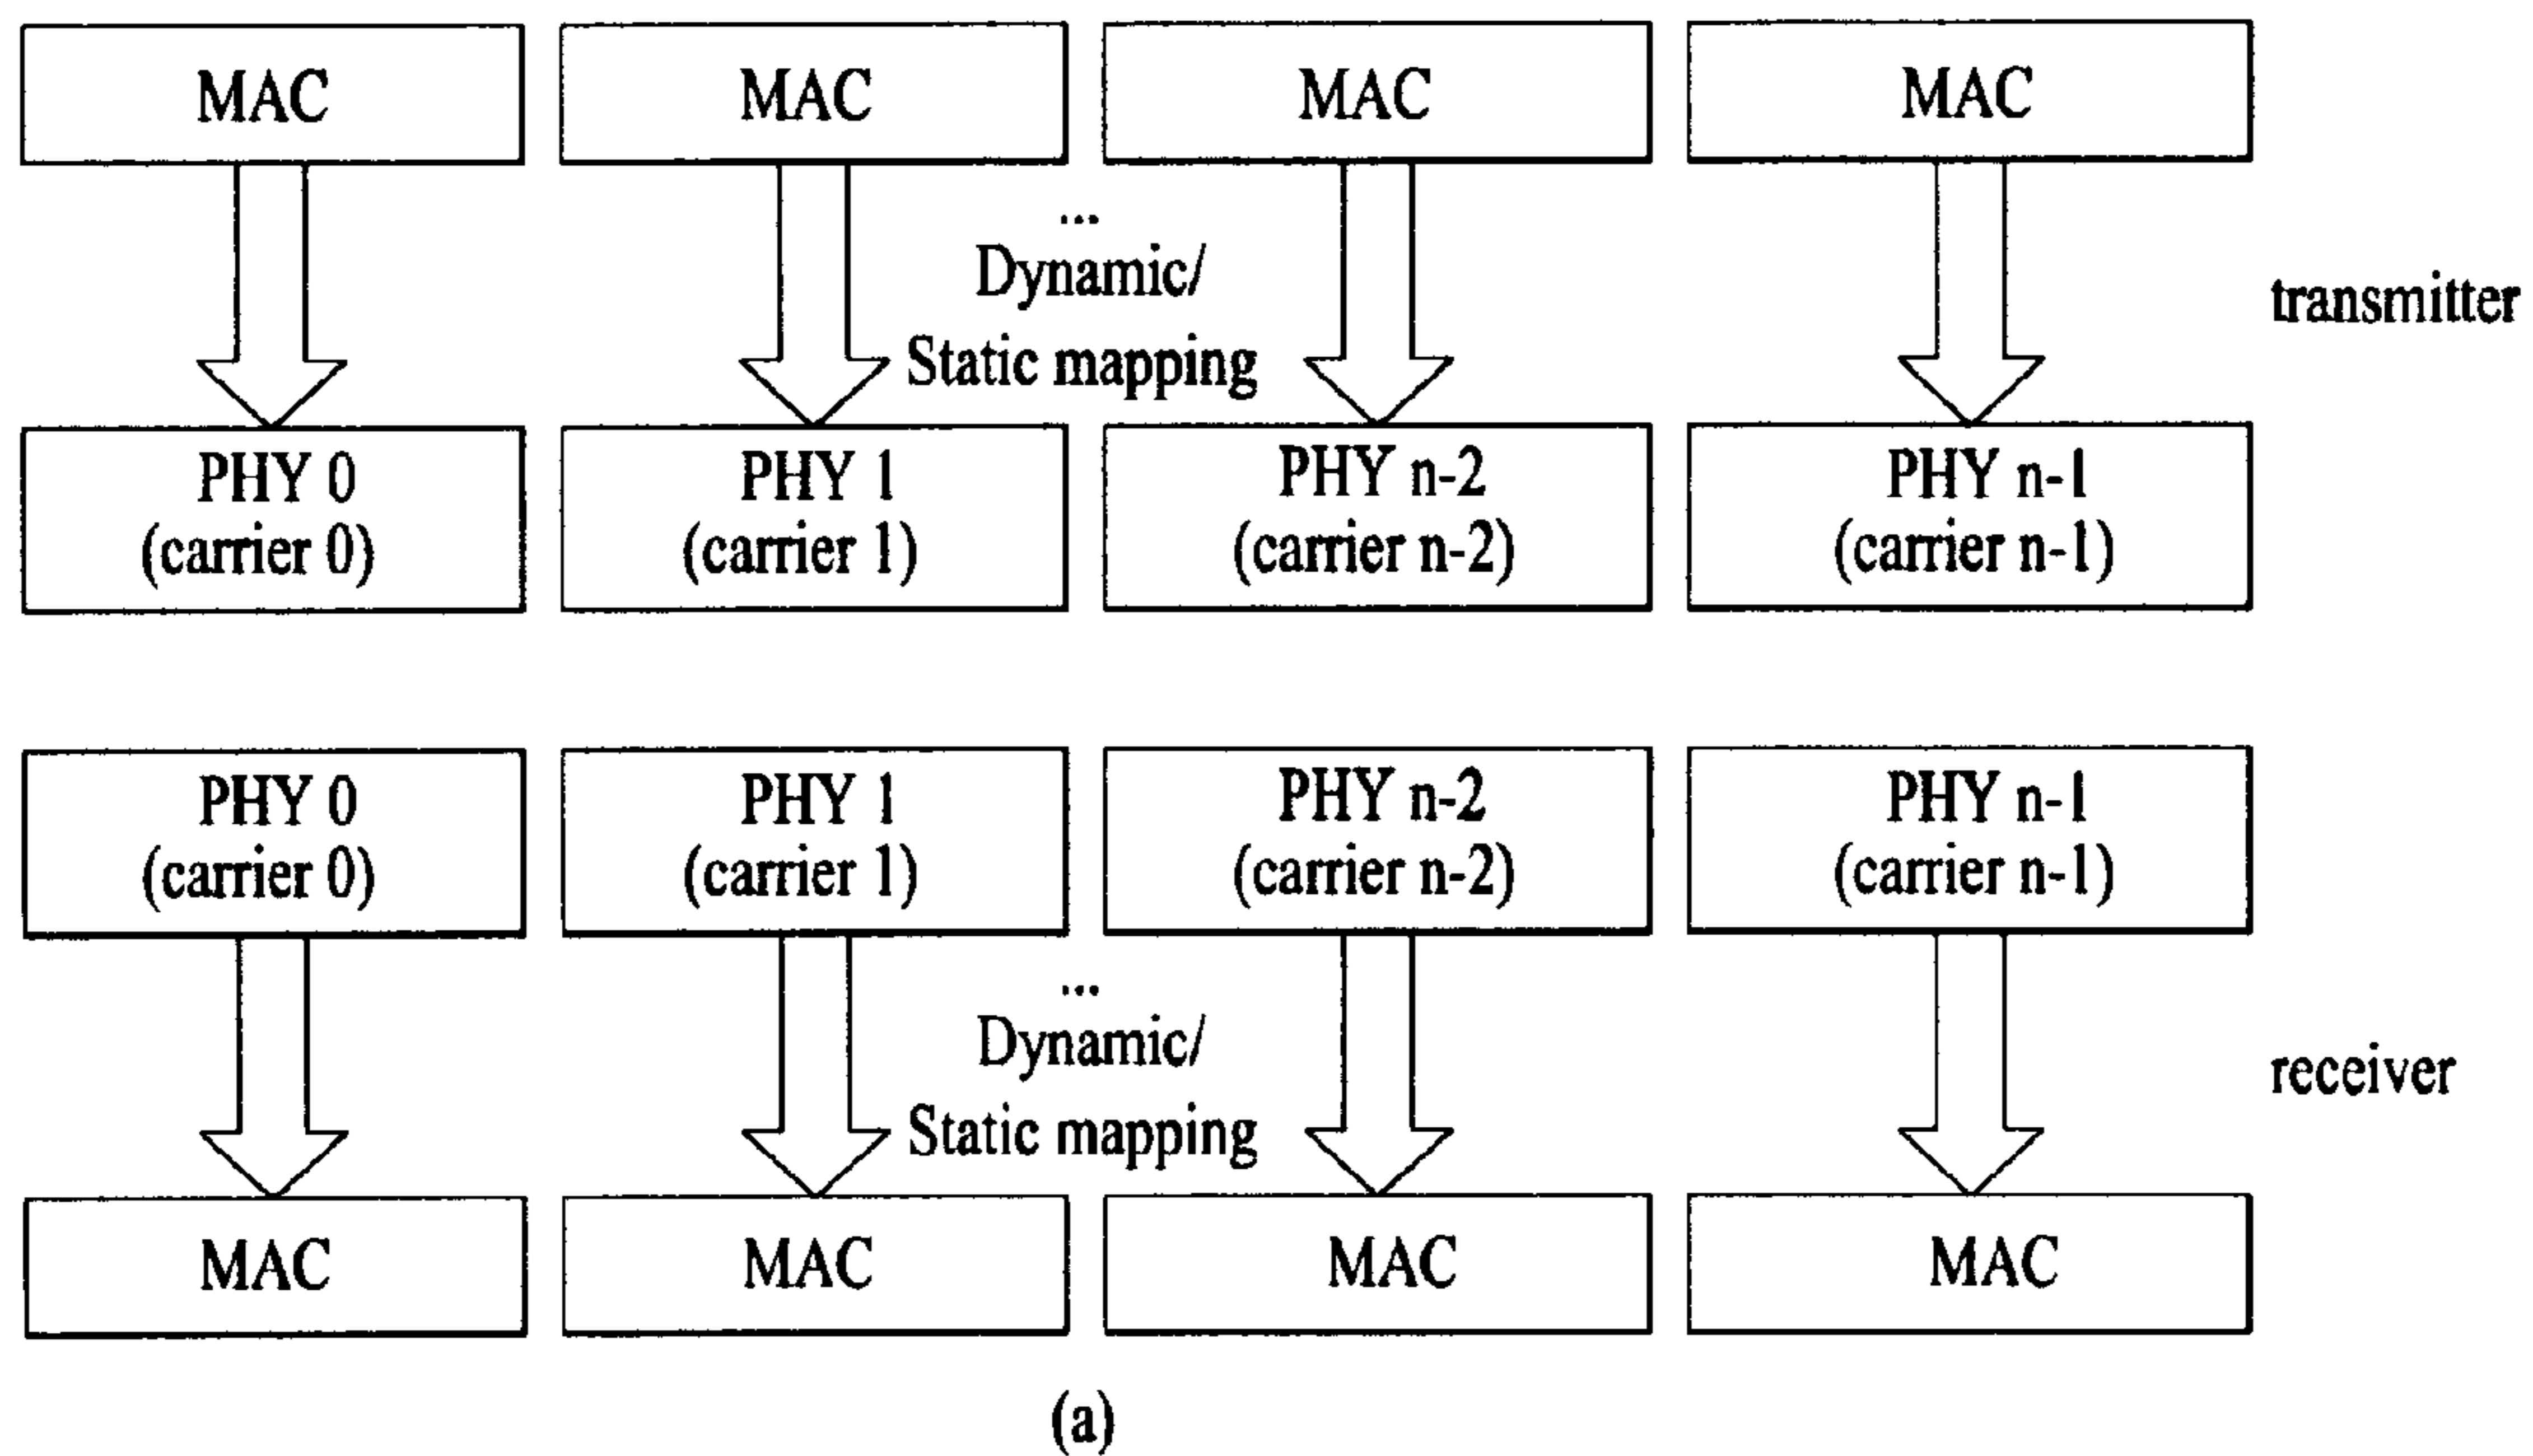 MAC
MAC
MAC
MAC
...
Dynamic/
Static mapping
transmitter
PHY 0
(carrier 0)
PHY 1
(carrier 1)
PHY n-2
(carrier n-2)
PHY n-1
(carrier n-1)
PHY 0
(carrier 0)
PHY 1
(carrier 1)
PHY n-2
(carrier n-2)
PHY n-1
(carrier n-1)
...
Dynamic/
Static mapping
receiver
MAC
MAC
MAC
MAC
(a)